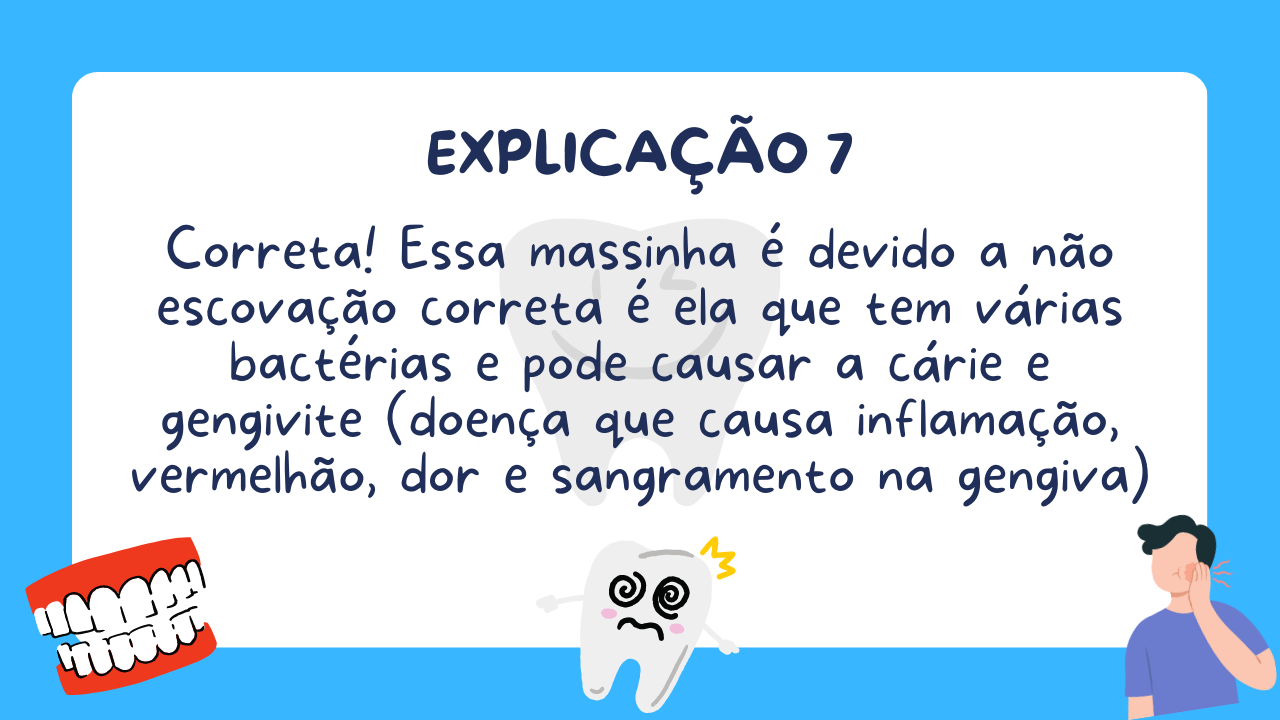 EXPLICAÇÃO 7
Correta! Essa massinha é devido a não
escovação correta é ela que tem várias
bactérias e pode causar a cárie e
gengivite (doença que causa inflamação,
vermelhão, dor e sangramento na gengiva)